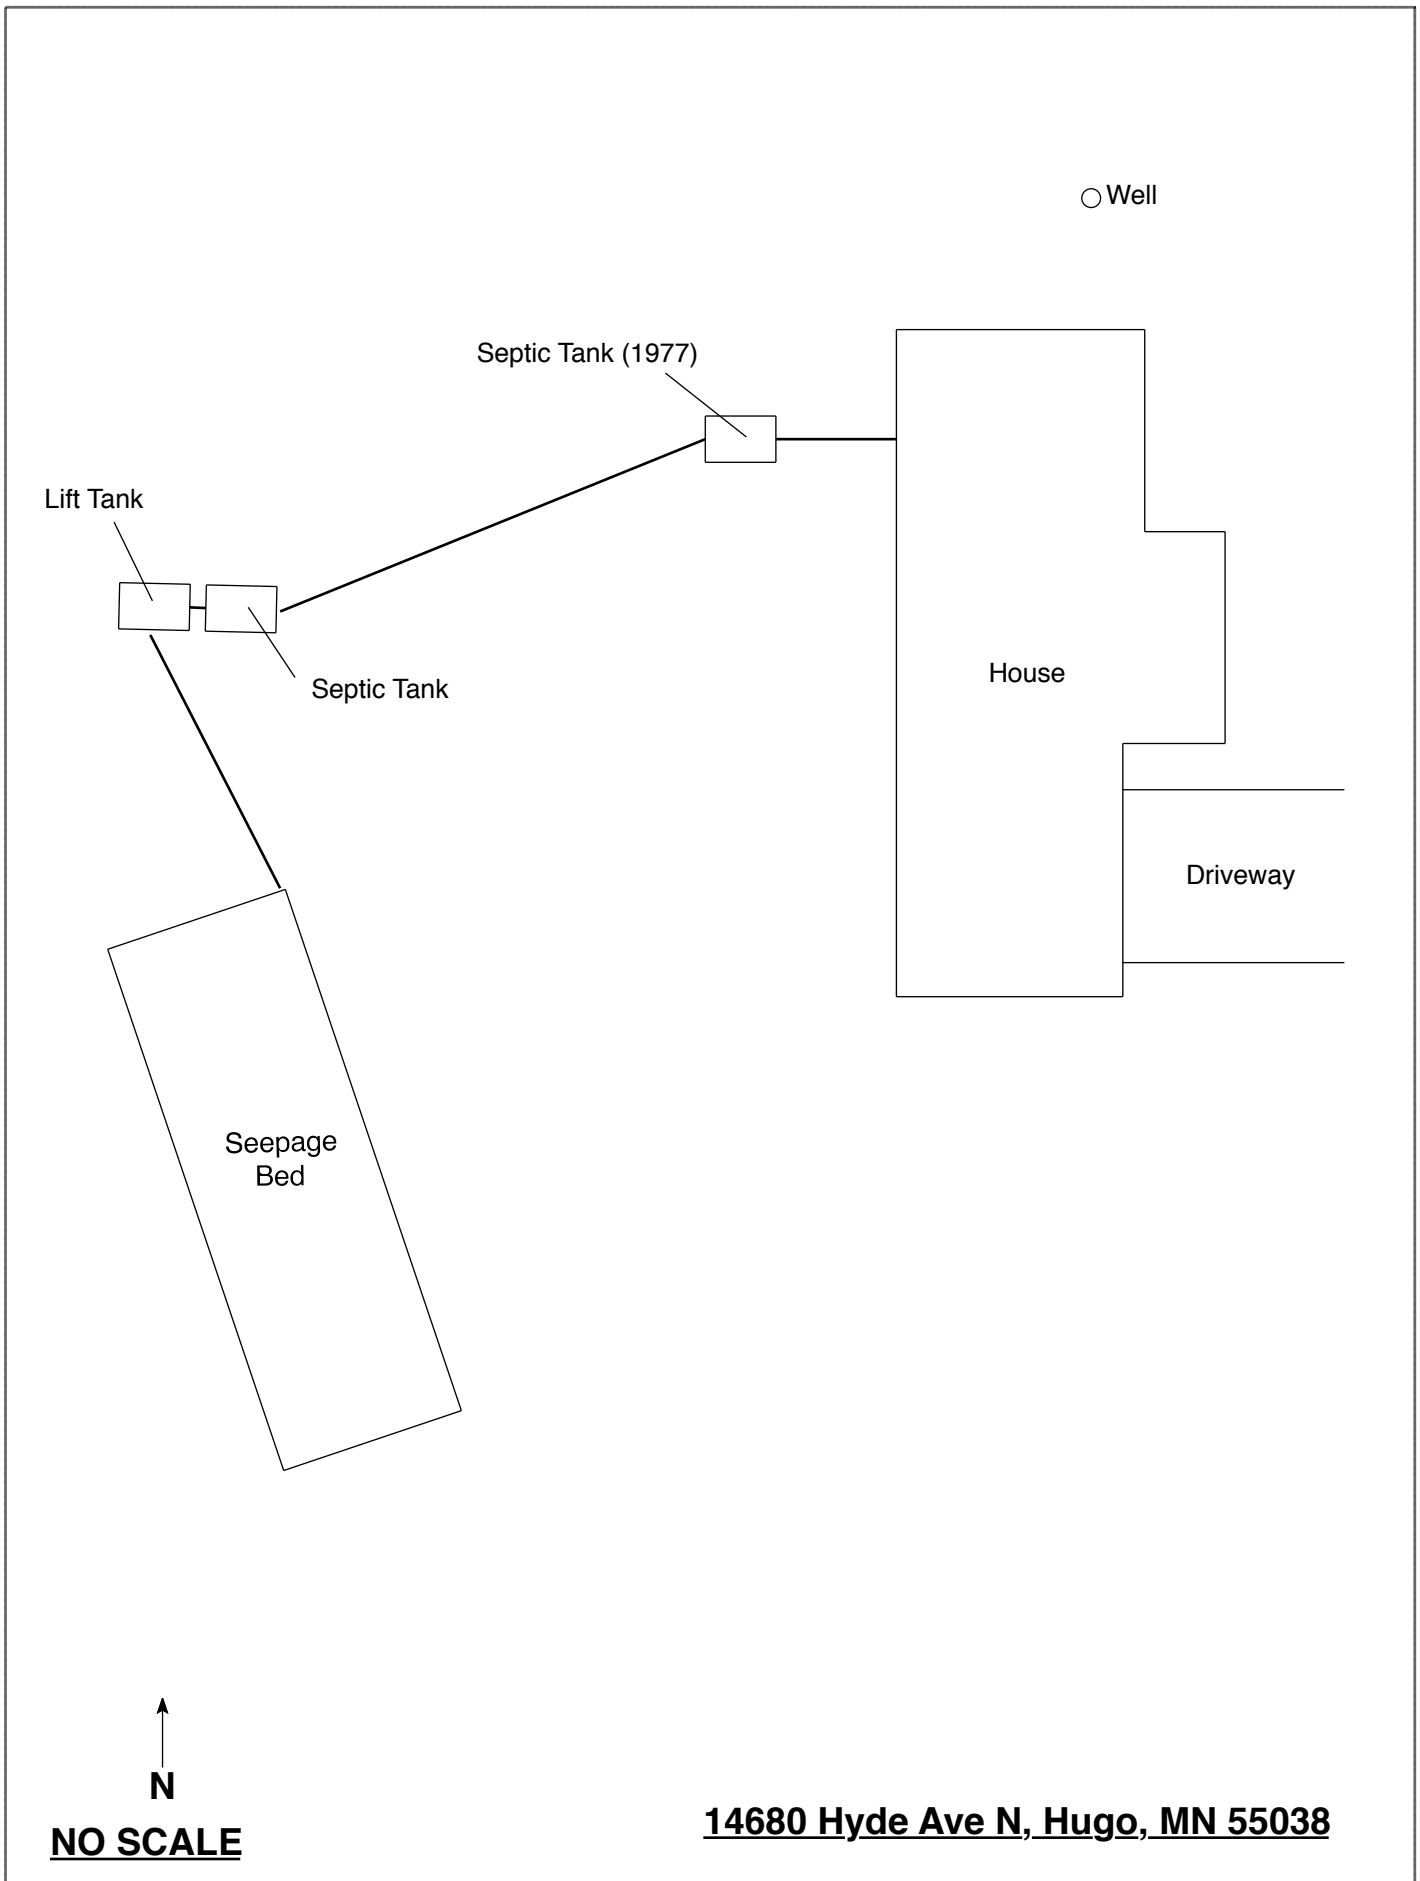 Well
Septic Tank (1977)
Lift Tank
Septic Tank
House
Driveway
Seepage
Bed
N
NO SCALE
14680 Hyde Ave N, Hugo, MN 55038